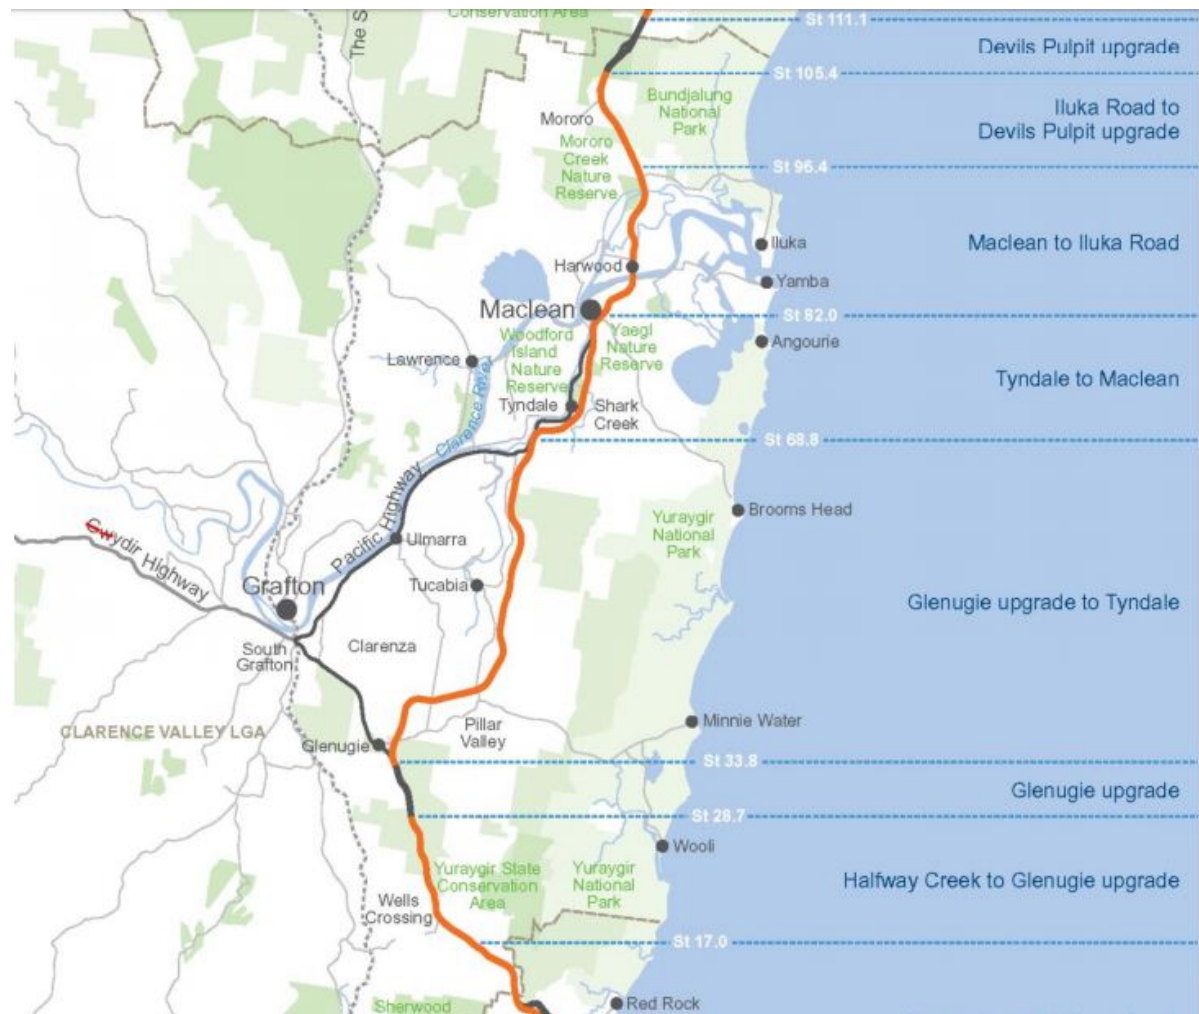 Conservation Area
The S
St 111.1
Devils Pulpit upgrade
St 105.4
Bundjalung
National
Park
Iluka Road to
Devils Pulpit upgrade
Mororo
Mororo
Creek
Nature
Reserve
St 96.4
Iluka
Maclean to Iluka Road
Harwood
Yamba
Maclean
St 82.0
Woodford
Island
Nature
Reserve
Yaegl
Nature
Reserve
Angourie
Lawrence
Clarence River
Tyndale to Maclean
Tyndale
Shark
Creek
St 68.8
Pacific Highway
Brooms Head
Yuraygir
National
Park
Gwydir Highway
Ulmarra
Grafton
Tucabia
Glenugie upgrade to Tyndale
South
Grafton
Clarenza
CLARENCE VALLEY LGA
Glenugie
Pillar
Valley
Minnie Water
St 33.8
Glenugie upgrade
St 28.7
Wooli
Yuraygir State
Conservation
Area
Yuraygir
National
Park
Halfway Creek to Glenugie upgrade
Wells
Crossing
St 17.0
Sherwood
Red Rock